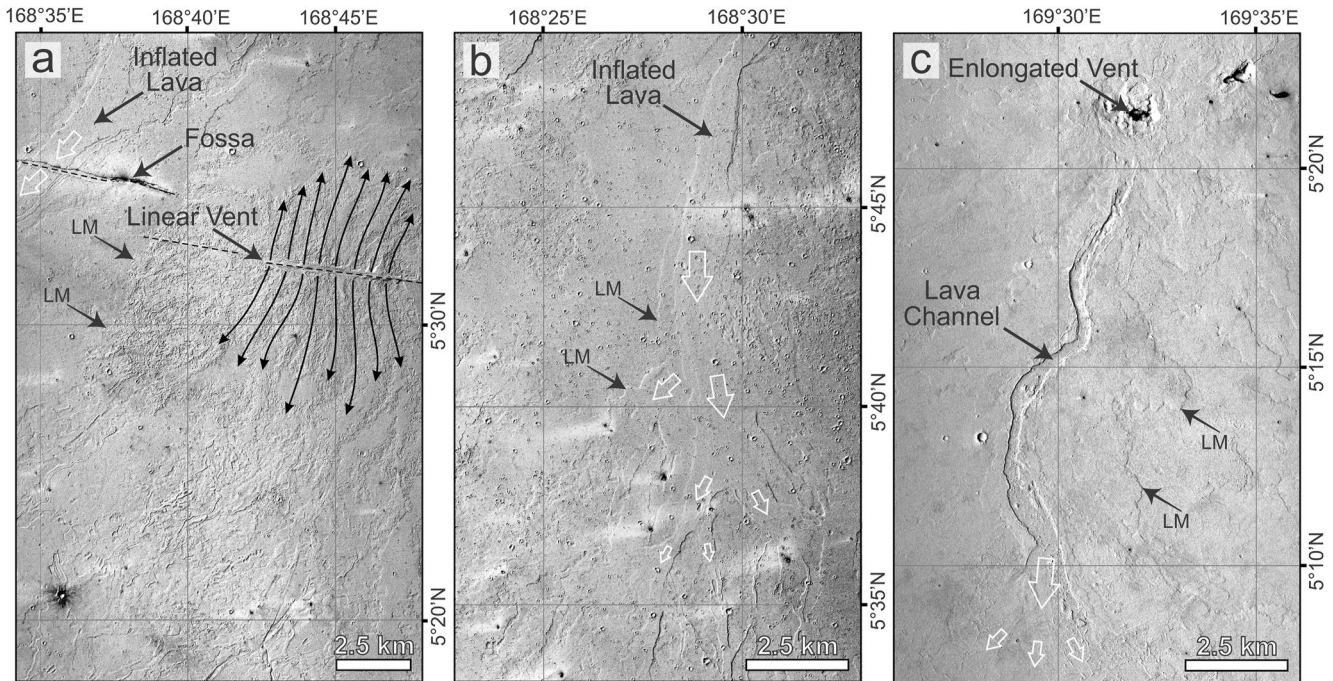 168°35'E 168°40'E 168°45'E
168°25'E 168°30'E
169°30'E 169°35'E
a
Inflated
Lava
Fossa
Linear Vent
LM
LM
5°30'N
5°20'N
2.5 km
b
Inflated
Lava
LM
LM
5°45'N
5°40'N
5°35'N
2.5 km
c
Enlongated Vent
Lava
Channel
LM
LM
5°20'N
5°15'N
5°10'N
2.5 km